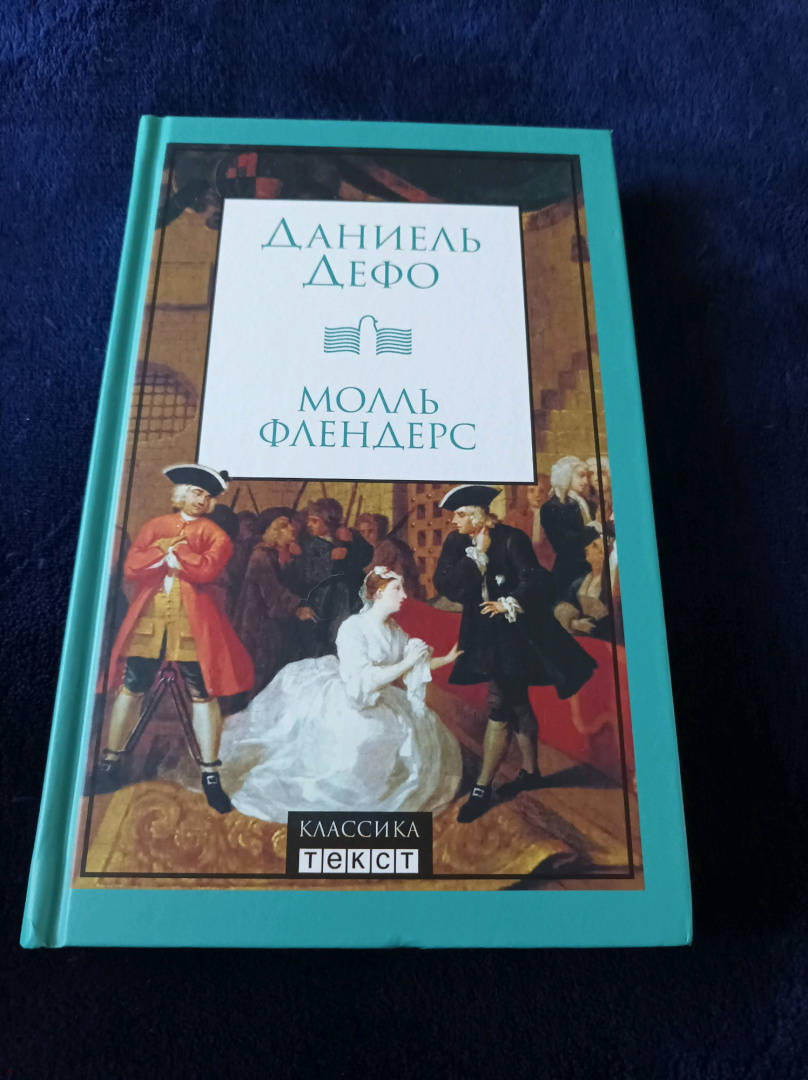 Даниель
Дефо
Молль
Флендерс
Классика
текст